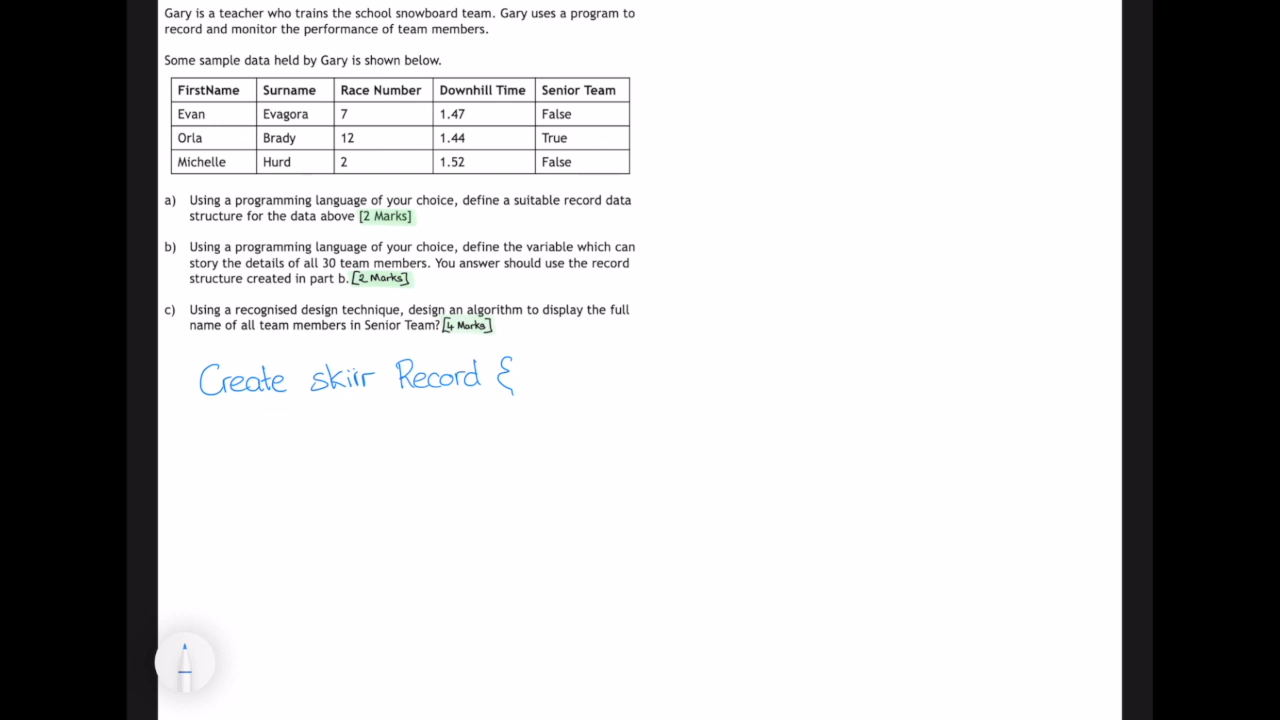 Gary is a teacher who trains the school snowboard team. Gary uses a program to
record and monitor the performance of team members.
Some sample data held by Gary is shown below.
FirstName Surname Race Number Downhill Time Senior Team
Evan Evagora 7 1.47 False
Orla Brady 12 1.44 True
Michelle Hurd 2 1.52 False
a) Using a programming language of your choice, define a suitable record data
structure for the data above [2 Marks]
b) Using a programming language of your choice, define the variable which can
story the details of all 30 team members. You answer should use the record
structure created in part b. [2 Marks]
c) Using a recognised design technique, design an algorithm to display the full
name of all team members in Senior Team? [4 Marks]
Create skiir Record {